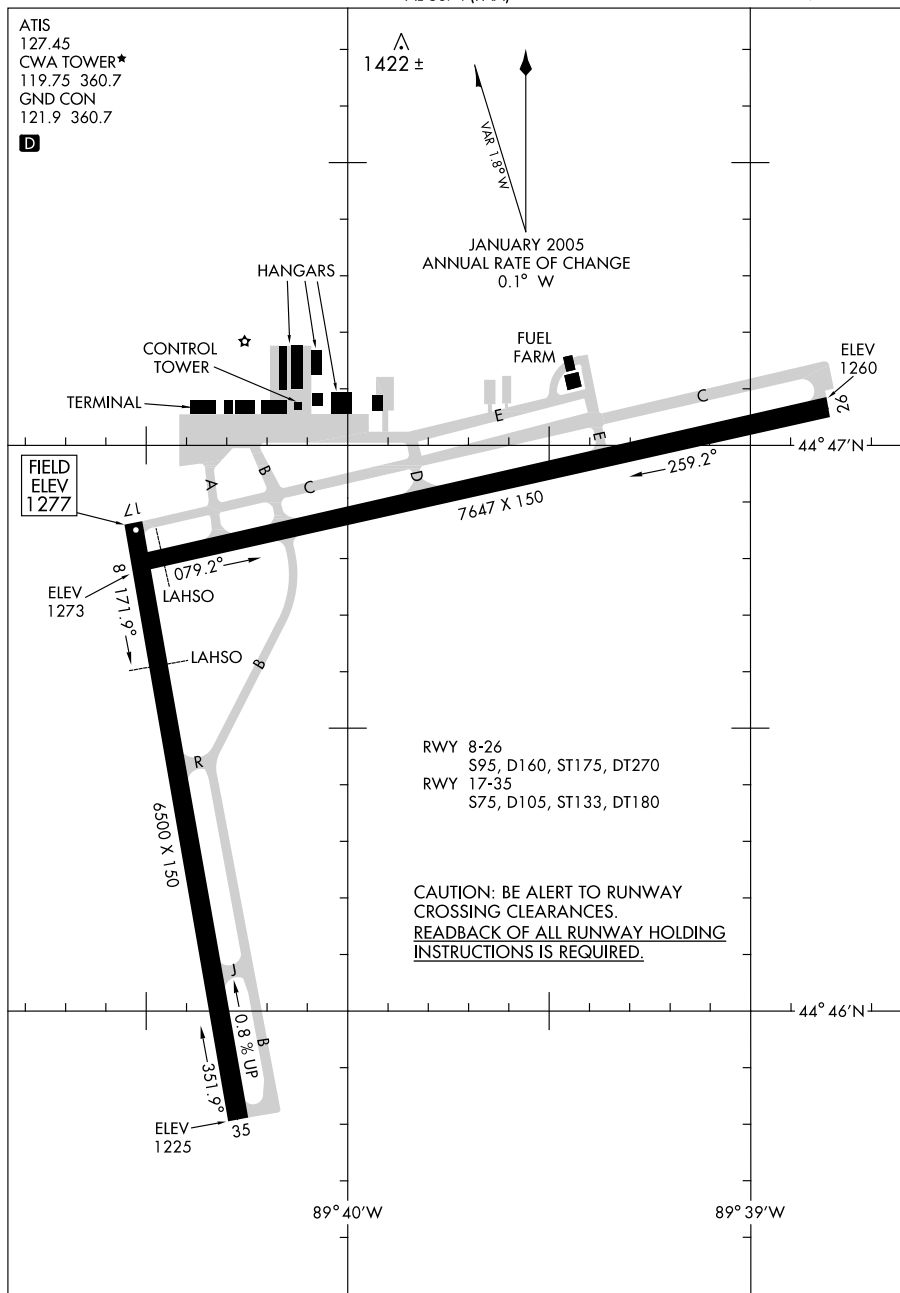 ATIS
127.45
CWA TOWER★
119.75 360.7
GND CON
121.9 360.7
D
1422 ±
VAR 1.8° W
JANUARY 2005
ANNUAL RATE OF CHANGE
0.1° W
HANGARS
CONTROL
TOWER
TERMINAL
FUEL
FARM
ELEV
1260
26
C
E
E
44°47'N
259.2°
7647 X 150
A
B
C
D
FIELD
ELEV
1277
17
079.2°
8
ELEV
1273
171.9°
LAHSO
LAHSO
B
R
RWY 8-26
S95, D160, ST175, DT270
RWY 17-35
S75, D105, ST133, DT180
6500 X 150
CAUTION: BE ALERT TO RUNWAY
CROSSING CLEARANCES.
READBACK OF ALL RUNWAY HOLDING
INSTRUCTIONS IS REQUIRED.
J
0.8 % UP
B
44°46'N
351.9°
ELEV
1225
35
89°40'W
89°39'W